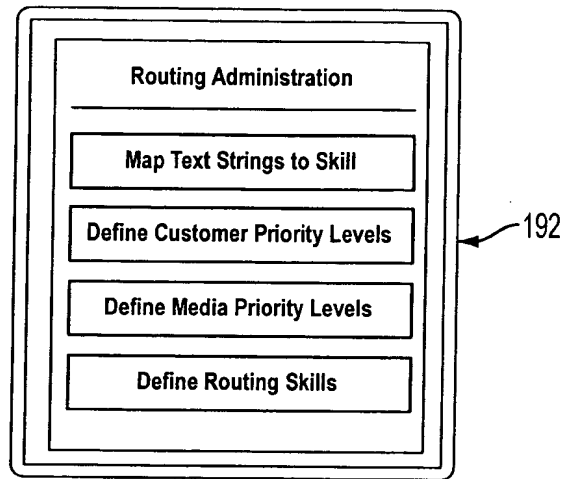 Routing Administration
Map Text Strings to Skill
Define Customer Priority Levels
192
Define Media Priority Levels
Define Routing Skills